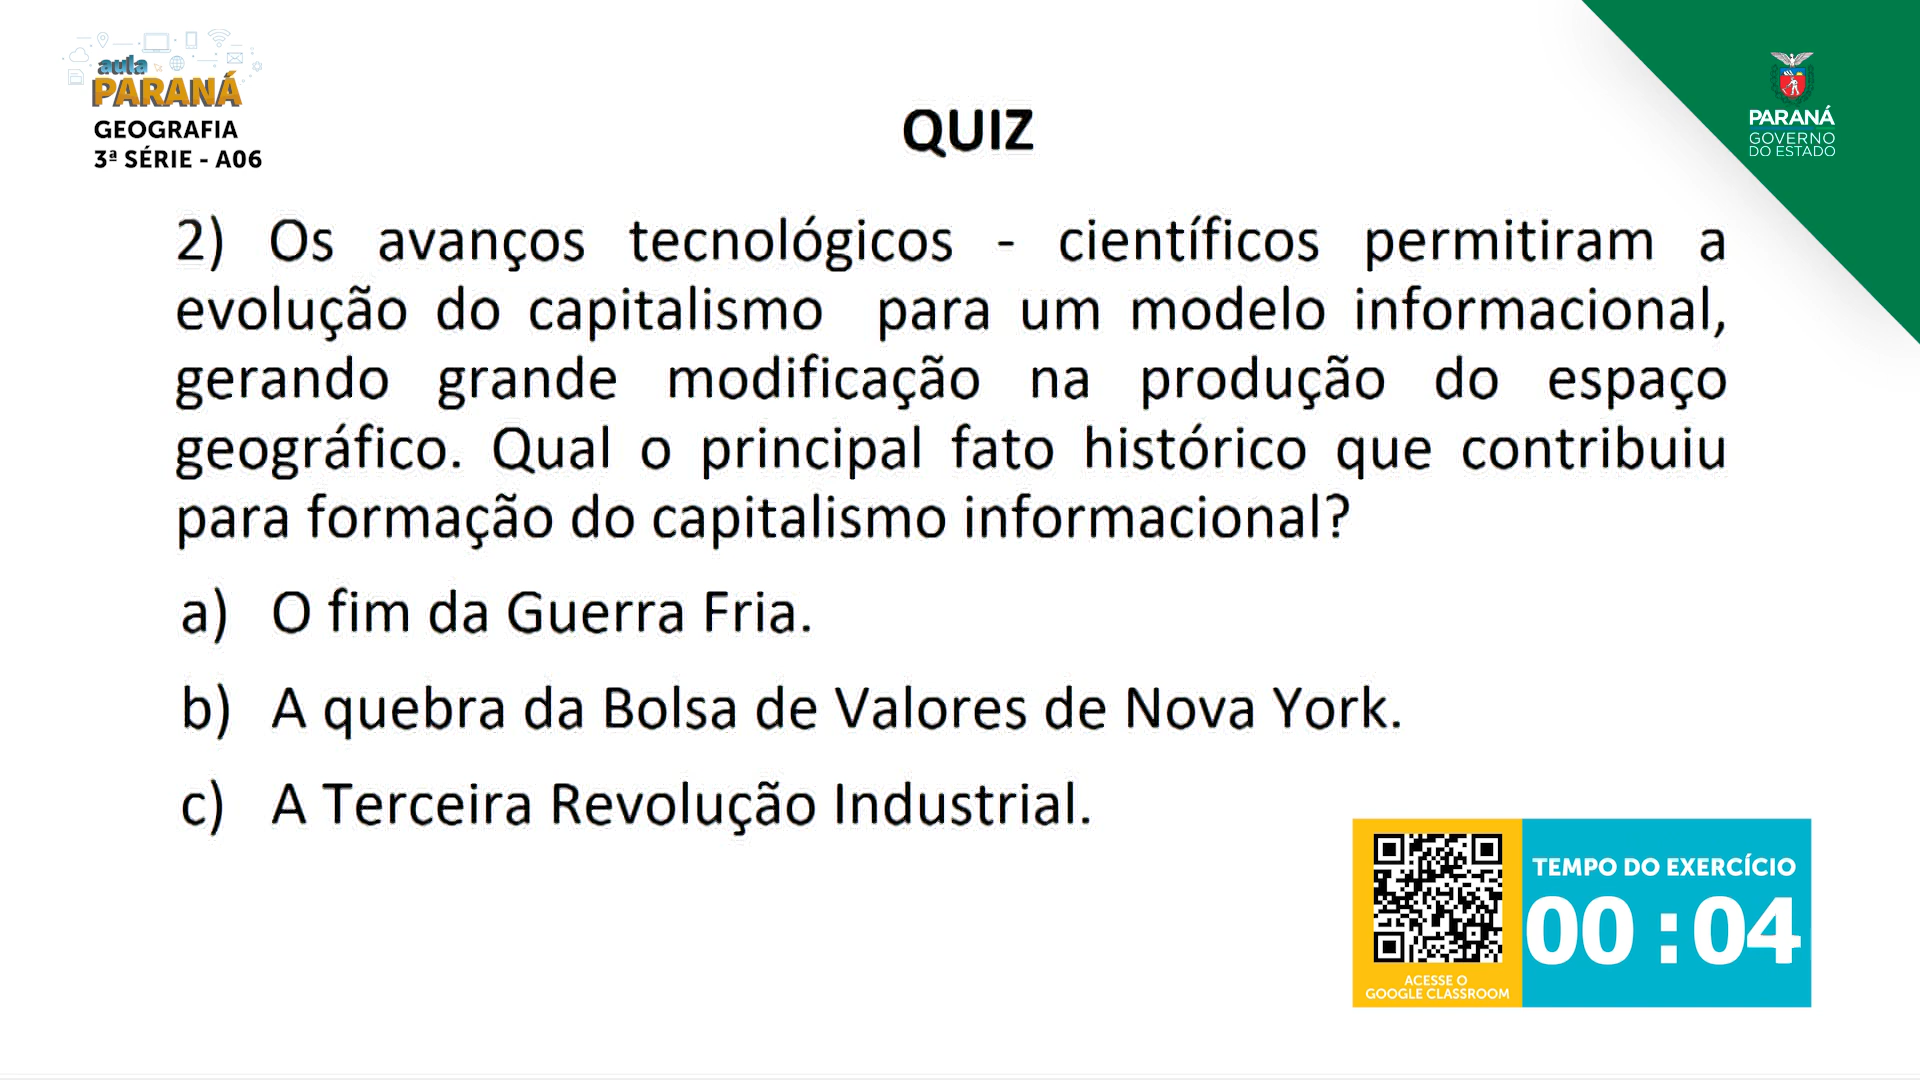 aula
PARANÁ
GEOGRAFIA
3ª SÉRIE - A06
PARANÁ
GOVERNO
DO ESTADO
QUIZ
2) Os avanços tecnológicos - científicos permitiram a
evolução do capitalismo para um modelo informacional,
gerando grande modificação na produção do espaço
geográfico. Qual o principal fato histórico que contribuiu
para formação do capitalismo informacional?
a) O fim da Guerra Fria.
b) A quebra da Bolsa de Valores de Nova York.
c) A Terceira Revolução Industrial.
TEMPO DO EXERCÍCIO
00:04
ACESSE O
GOOGLE CLASSROOM